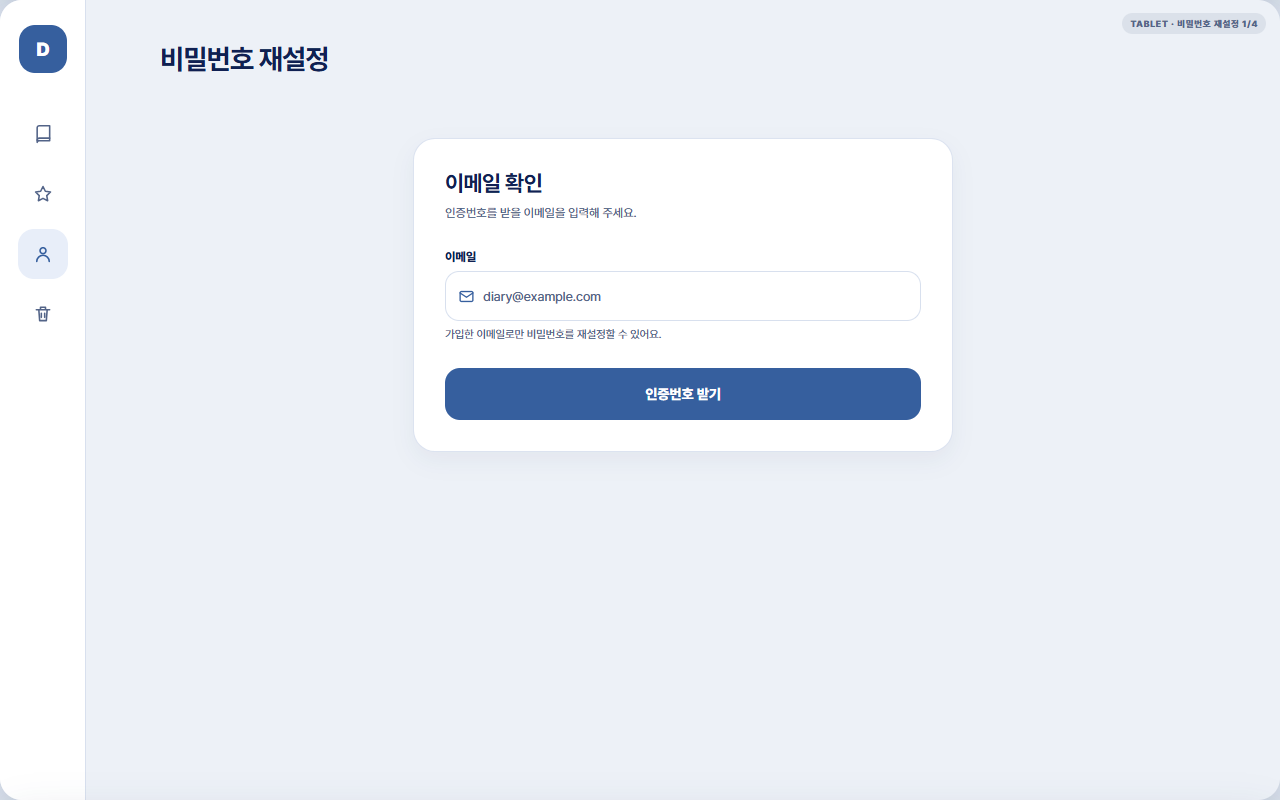 D
TABLET · 비밀번호 재설정 1/4
비밀번호 재설정
이메일 확인
인증번호를 받을 이메일을 입력해 주세요.
이메일
diary@example.com
가입한 이메일로만 비밀번호를 재설정할 수 있어요.
인증번호 받기